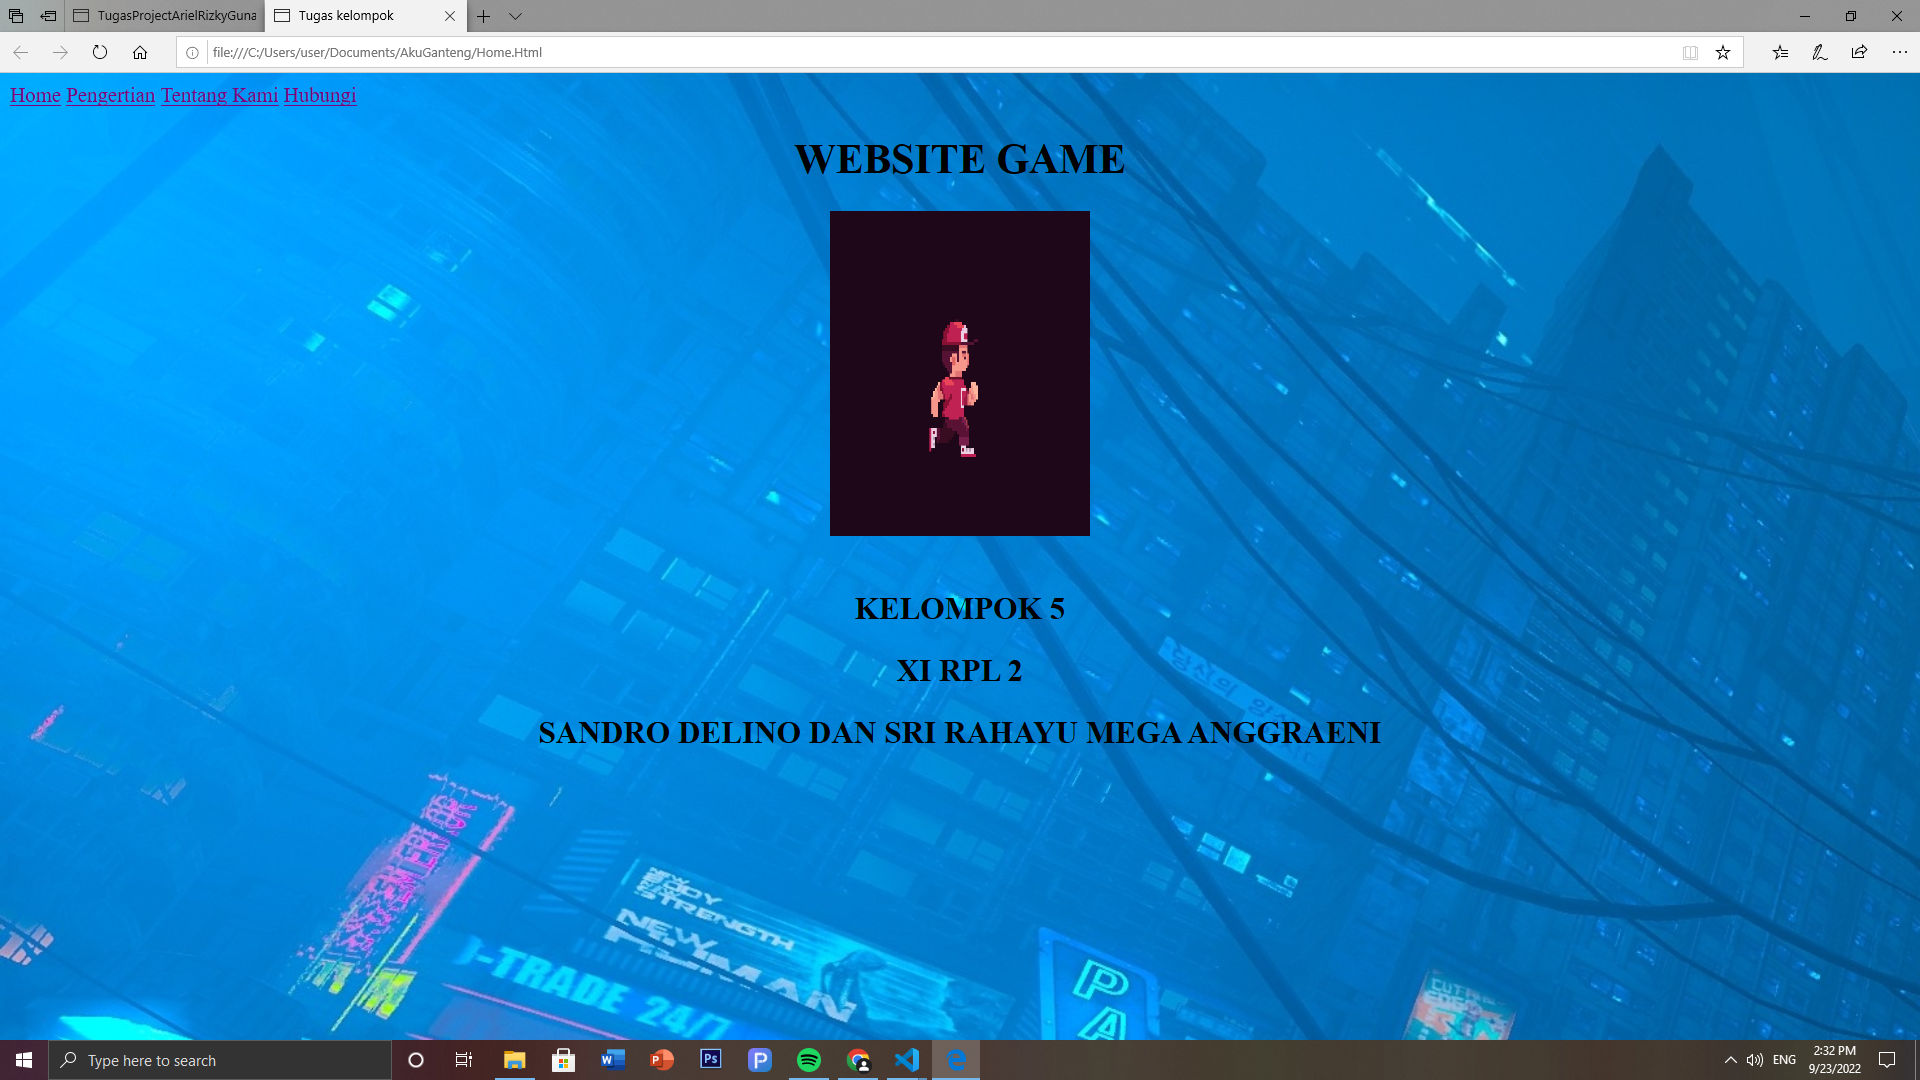 TugasProjectArielRizkyGuna
Tugas kelompok
file:///C:/Users/user/Documents/AkuGanteng/Home.Html
Home Pengertian Tentang Kami Hubungi
WEBSITE GAME
KELOMPOK 5
XI RPL 2
SANDRO DELINO DAN SRI RAHAYU MEGA ANGGRAENI
BODY
STRENGTH
NEW
J-TRADE 24/7
PA
Type here to search
ENG
2:32 PM
9/23/2022